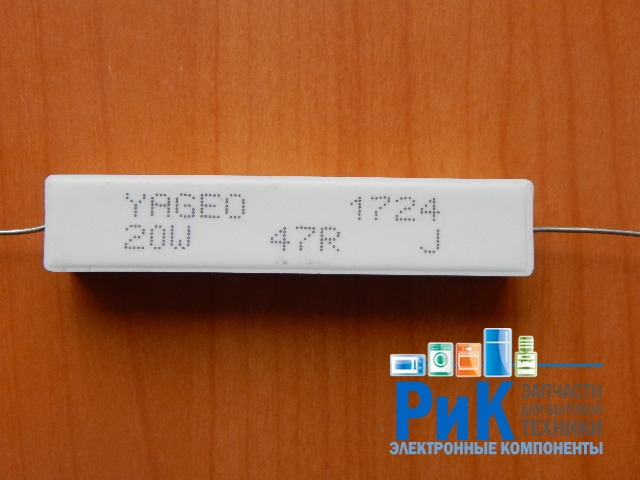 YAGEO 1724
20W 47R J
РиК
ЗАПЧАСТИ
ДЛЯ БЫТОВОЙ
ТЕХНИКИ
ЭЛЕКТРОННЫЕ КОМПОНЕНТЫ